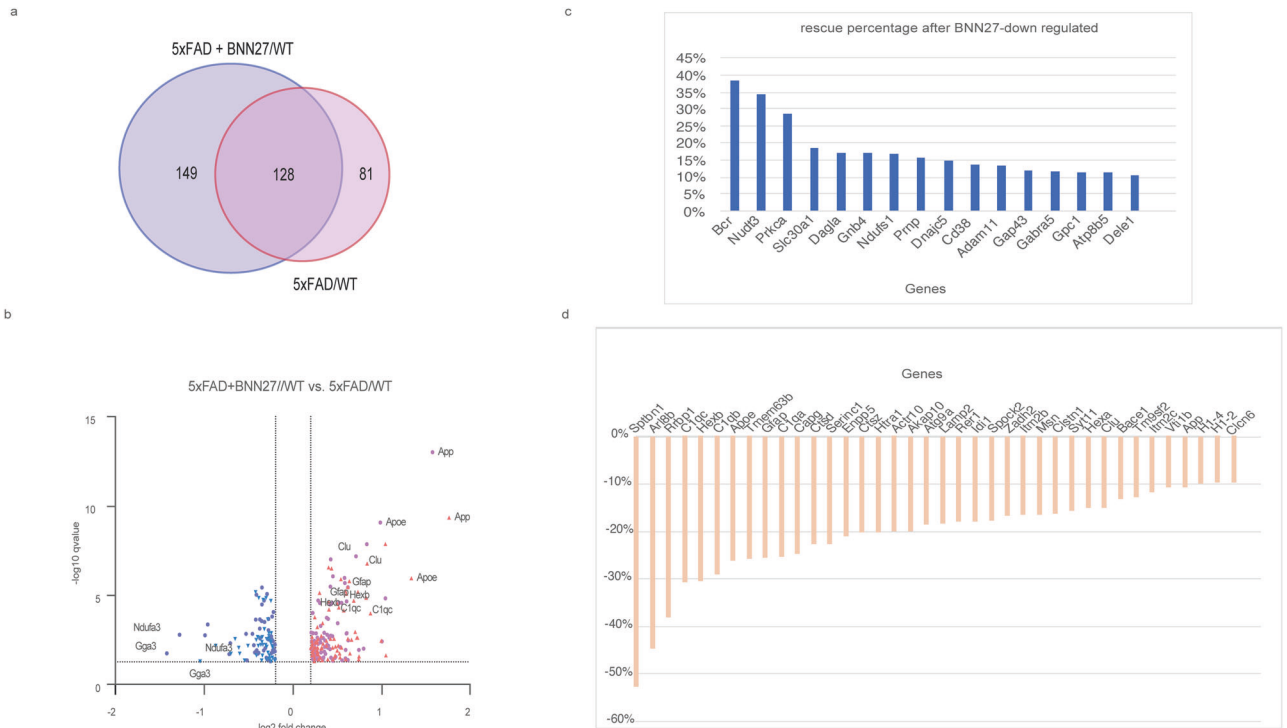 a
5xFAD + BNN27/WT
149
128
81
5xFAD/WT
b
5xFAD+BNN27//WT vs. 5xFAD/WT
15
10
5
0
-log10 qvalue
App
App
Apoe
Clu
Clu
Apoe
Gfap
Gfap
Hexb
Hexb
C1qc
C1qc
Ndufa3
Gga3
Ndufa3
Gga3
-2
-1
0
1
2
log2 fold change
c
rescue percentage after BNN27-down regulated
45%
40%
35%
30%
25%
20%
15%
10%
5%
0%
Bcr
Nudt3
Prkca
Slc30a1
Dagla
Gnb4
Ndufs1
Prnp
Dnajc5
Cd38
Adam11
Gap43
Gabra5
Gpc1
Atp8b5
Dele1
Genes
d
Genes
0%
-10%
-20%
-30%
-40%
-50%
-60%
Sptbn1
Arl8b
C1qc
Hexb
C1qb
Apoe
Tmem63b
Gfap
C1qa
Capg
Ctsd
Serinc1
Enpp5
Ctsz
Htra1
Actr10
Akap10
Atg9a
Lamp2
Rer1
Idi1
Spock2
Zadh2
Itm2b
Msn
Clstn1
Syt11
Hexa
Clu
Bace1
Tm9sf2
Itm2c
Vti1b
App
H1-4
H1-2
Clcn6